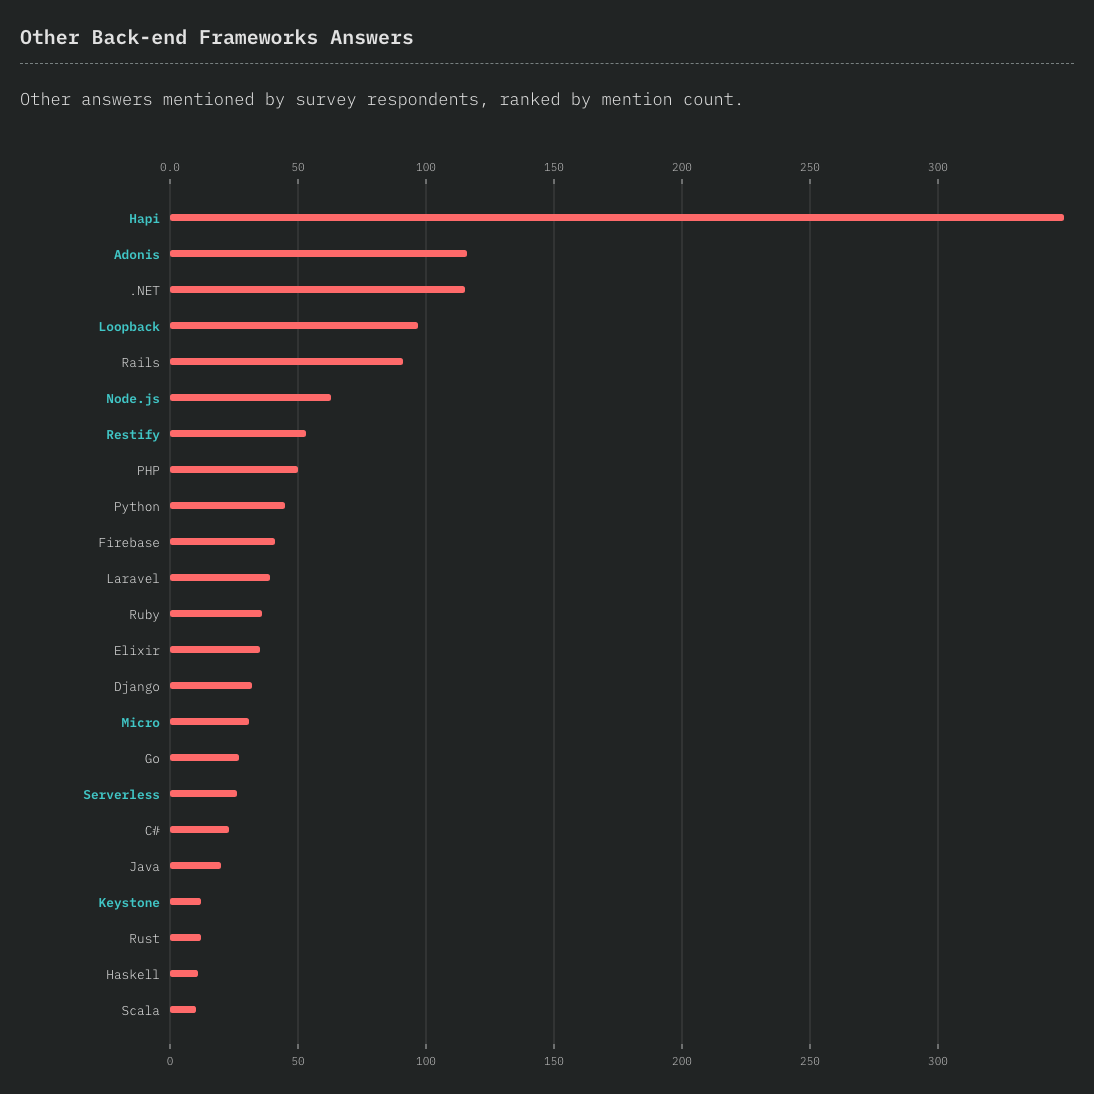 Other Back-end Frameworks Answers
Other answers mentioned by survey respondents, ranked by mention count.
0.0 50 100 150 200 250 300
Hapi
Adonis
.NET
Loopback
Rails
Node.js
Restify
PHP
Python
Firebase
Laravel
Ruby
Elixir
Django
Micro
Go
Serverless
C#
Java
Keystone
Rust
Haskell
Scala
0 50 100 150 200 250 300